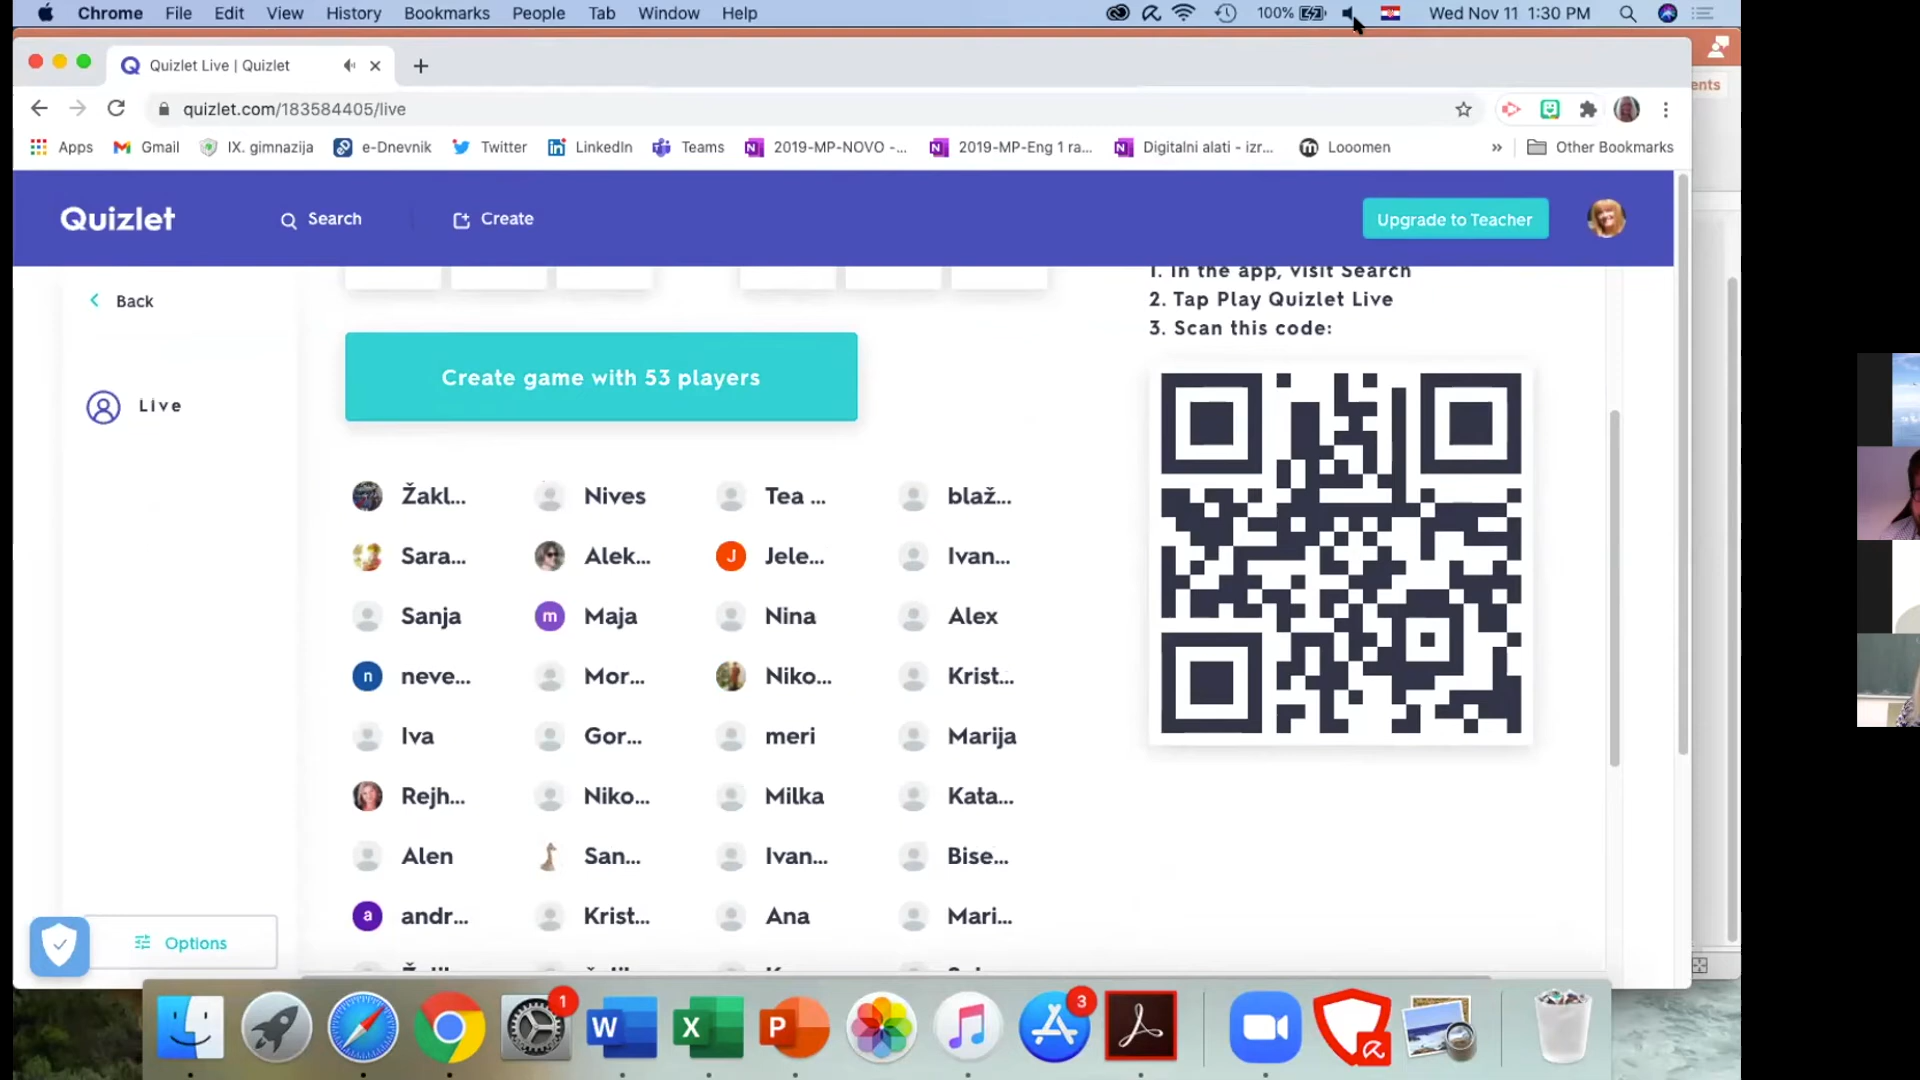 Chrome File Edit View History Bookmarks People Tab Window Help 100% Wed Nov 11 1:30 PM
Quizlet Live | Quizlet
ents
quizlet.com/183584405/live
Apps Gmail IX. gimnazija e-Dnevnik Twitter LinkedIn Teams 2019-MP-NOVO -... 2019-MP-Eng 1 ra... Digitalni alati - izr... Looomen » Other Bookmarks
Quizlet Search Create Upgrade to Teacher
Back
Live
Options
Create game with 53 players
1. In the app, visit Search
2. Tap Play Quizlet Live
3. Scan this code:
Žakl... Nives Tea ... blaž...
Sara... Alek... J Jele... Ivan...
Sanja m Maja Nina Alex
n neve... Mor... Niko... Krist...
Iva Gor... meri Marija
Rejh... Niko... Milka Kata...
Alen San... Ivan... Bise...
a andr... Krist... Ana Mari...
1 W X P 3